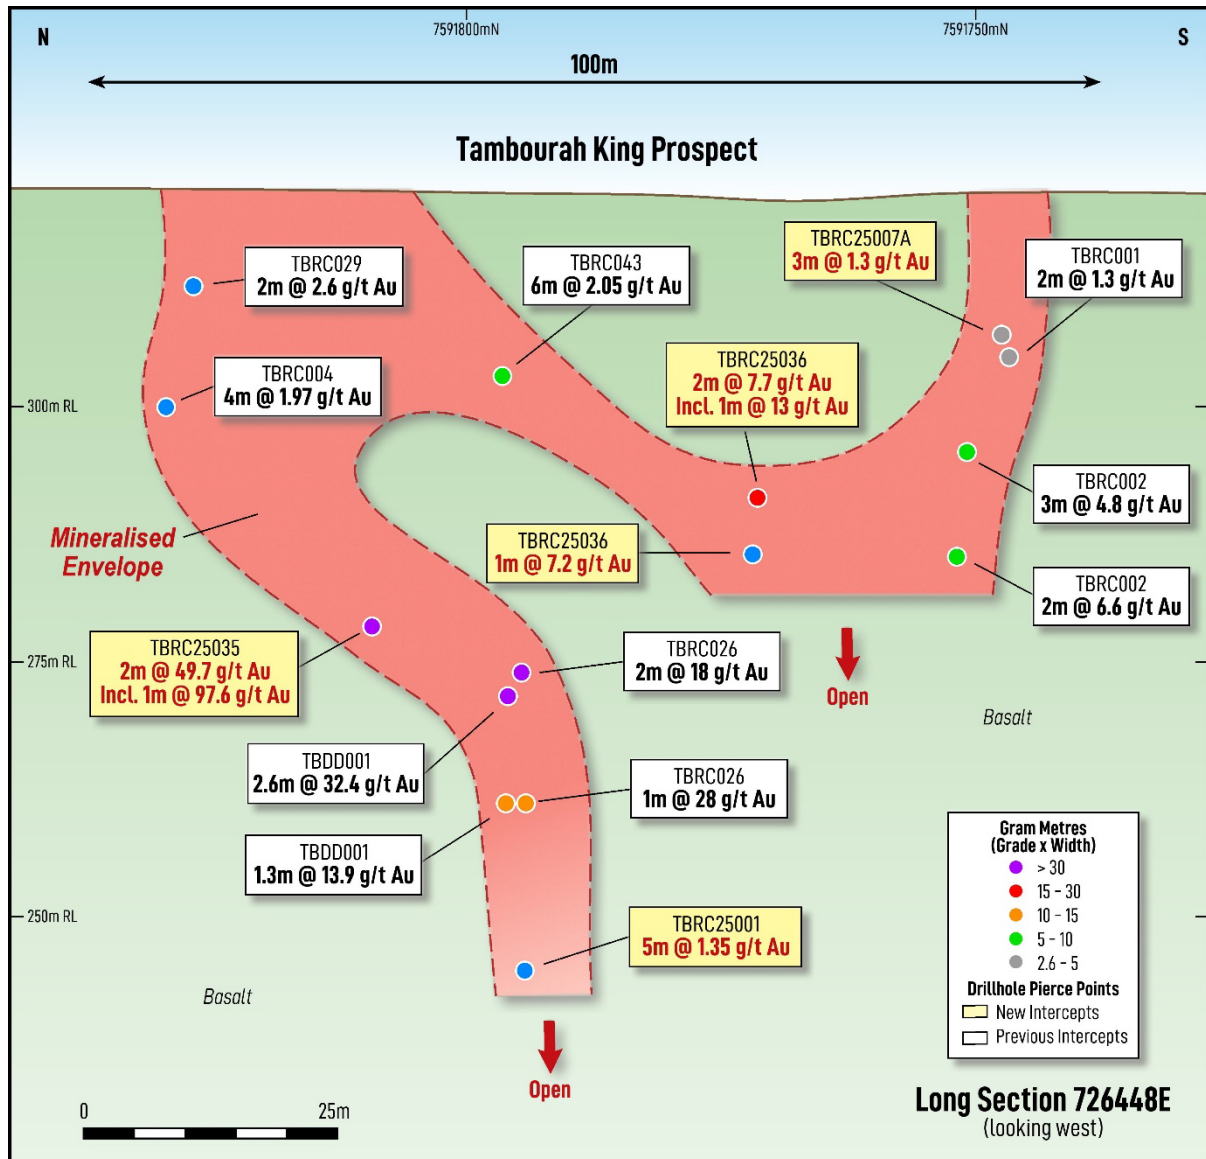 7591800mN
7591750mN
N
S
100m
Tambourah King Prospect
TBRC25007A
3m @ 1.3 g/t Au
TBRC001
2m @ 1.3 g/t Au
TBRC029
2m @ 2.6 g/t Au
TBRC043
6m @ 2.05 g/t Au
TBRC25036
2m @ 7.7 g/t Au
Incl. 1m @ 13 g/t Au
TBRC004
4m @ 1.97 g/t Au
300m RL
TBRC002
3m @ 4.8 g/t Au
Mineralised
Envelope
TBRC25036
1m @ 7.2 g/t Au
TBRC002
2m @ 6.6 g/t Au
TBRC25035
2m @ 49.7 g/t Au
Incl. 1m @ 97.6 g/t Au
275m RL
TBRC026
2m @ 18 g/t Au
Open
Basalt
TBDD001
2.6m @ 32.4 g/t Au
TBRC026
1m @ 28 g/t Au
TBDD001
1.3m @ 13.9 g/t Au
250m RL
TBRC25001
5m @ 1.35 g/t Au
Basalt
Open
Gram Metres
(Grade x Width)
> 30
15 - 30
10 - 15
5 - 10
2.6 - 5
Drillhole Pierce Points
New Intercepts
Previous Intercepts
0
25m
Long Section 726448E
(looking west)